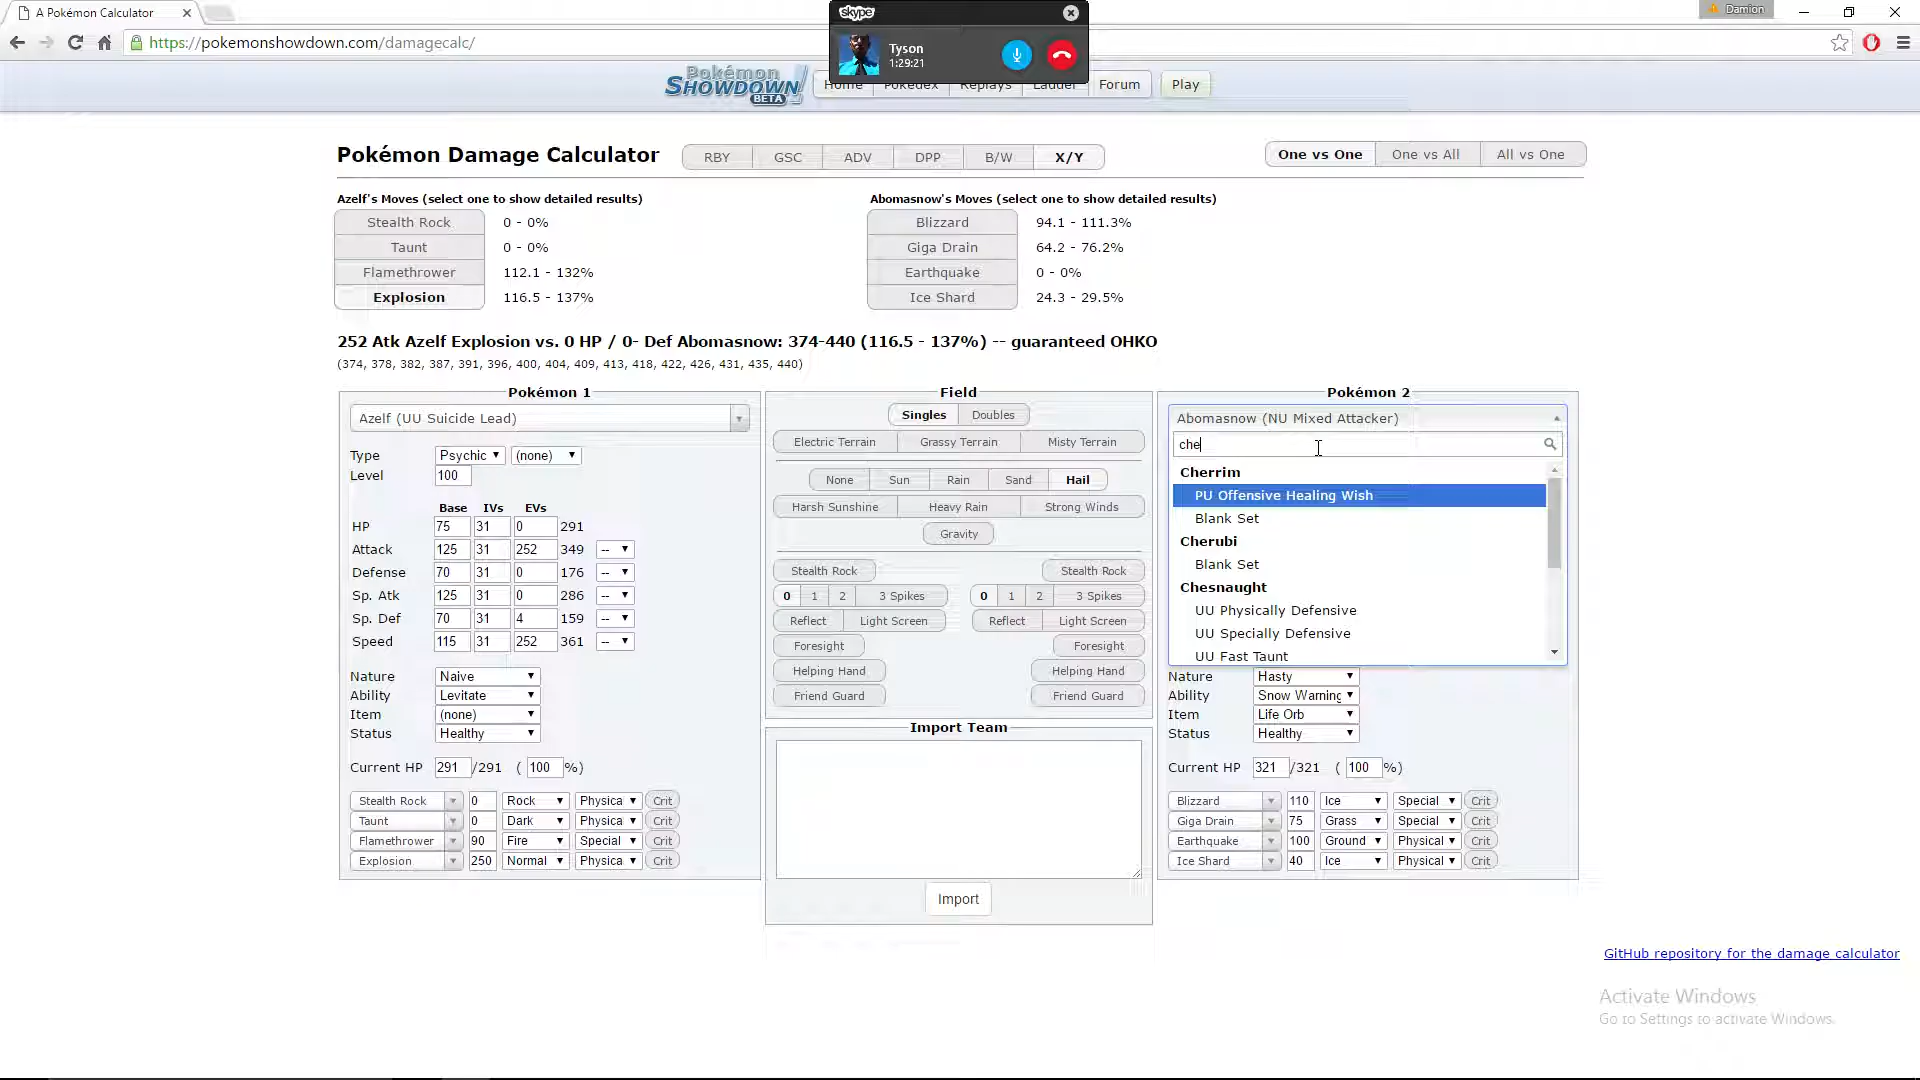 A Pokémon Calculator
Damion
https://pokemonshowdown.com/damagecalc/
skype
Tyson
1:29:21
Pokémon SHOWDOWN! BETA
Home Pokédex Replays Ladder Forum Play
Pokémon Damage Calculator
RBY GSC ADV DPP B/W X/Y
One vs One One vs All All vs One
Azelf's Moves (select one to show detailed results)
Stealth Rock 0 - 0%
Taunt 0 - 0%
Flamethrower 112.1 - 132%
Explosion 116.5 - 137%
Abomasnow's Moves (select one to show detailed results)
Blizzard 94.1 - 111.3%
Giga Drain 64.2 - 76.2%
Earthquake 0 - 0%
Ice Shard 24.3 - 29.5%
252 Atk Azelf Explosion vs. 0 HP / 0- Def Abomasnow: 374-440 (116.5 - 137%) -- guaranteed OHKO
(374, 378, 382, 387, 391, 396, 400, 404, 409, 413, 418, 422, 426, 431, 435, 440)
Pokémon 1
Azelf (UU Suicide Lead)
Type Psychic (none)
Level 100
Base IVs EVs
HP 75 31 0 291
Attack 125 31 252 349 --
Defense 70 31 0 176 --
Sp. Atk 125 31 0 286 --
Sp. Def 70 31 4 159 --
Speed 115 31 252 361 --
Nature Naive
Ability Levitate
Item (none)
Status Healthy
Current HP 291 /291 ( 100 %)
Stealth Rock 0 Rock Physica Crit
Taunt 0 Dark Physica Crit
Flamethrower 90 Fire Special Crit
Explosion 250 Normal Physica Crit
Field
Singles Doubles
Electric Terrain Grassy Terrain Misty Terrain
None Sun Rain Sand Hail
Harsh Sunshine Heavy Rain Strong Winds
Gravity
Stealth Rock Stealth Rock
0 1 2 3 Spikes 0 1 2 3 Spikes
Reflect Light Screen Reflect Light Screen
Foresight Foresight
Helping Hand Helping Hand
Friend Guard Friend Guard
Import Team
Import
Pokémon 2
Abomasnow (NU Mixed Attacker)
che
Cherrim
PU Offensive Healing Wish
Blank Set
Cherubi
Blank Set
Chesnaught
UU Physically Defensive
UU Specially Defensive
UU Fast Taunt
Nature Hasty
Ability Snow Warning
Item Life Orb
Status Healthy
Current HP 321 /321 ( 100 %)
Blizzard 110 Ice Special Crit
Giga Drain 75 Grass Special Crit
Earthquake 100 Ground Physical Crit
Ice Shard 40 Ice Physical Crit
GitHub repository for the damage calculator
Activate Windows
Go to Settings to activate Windows.